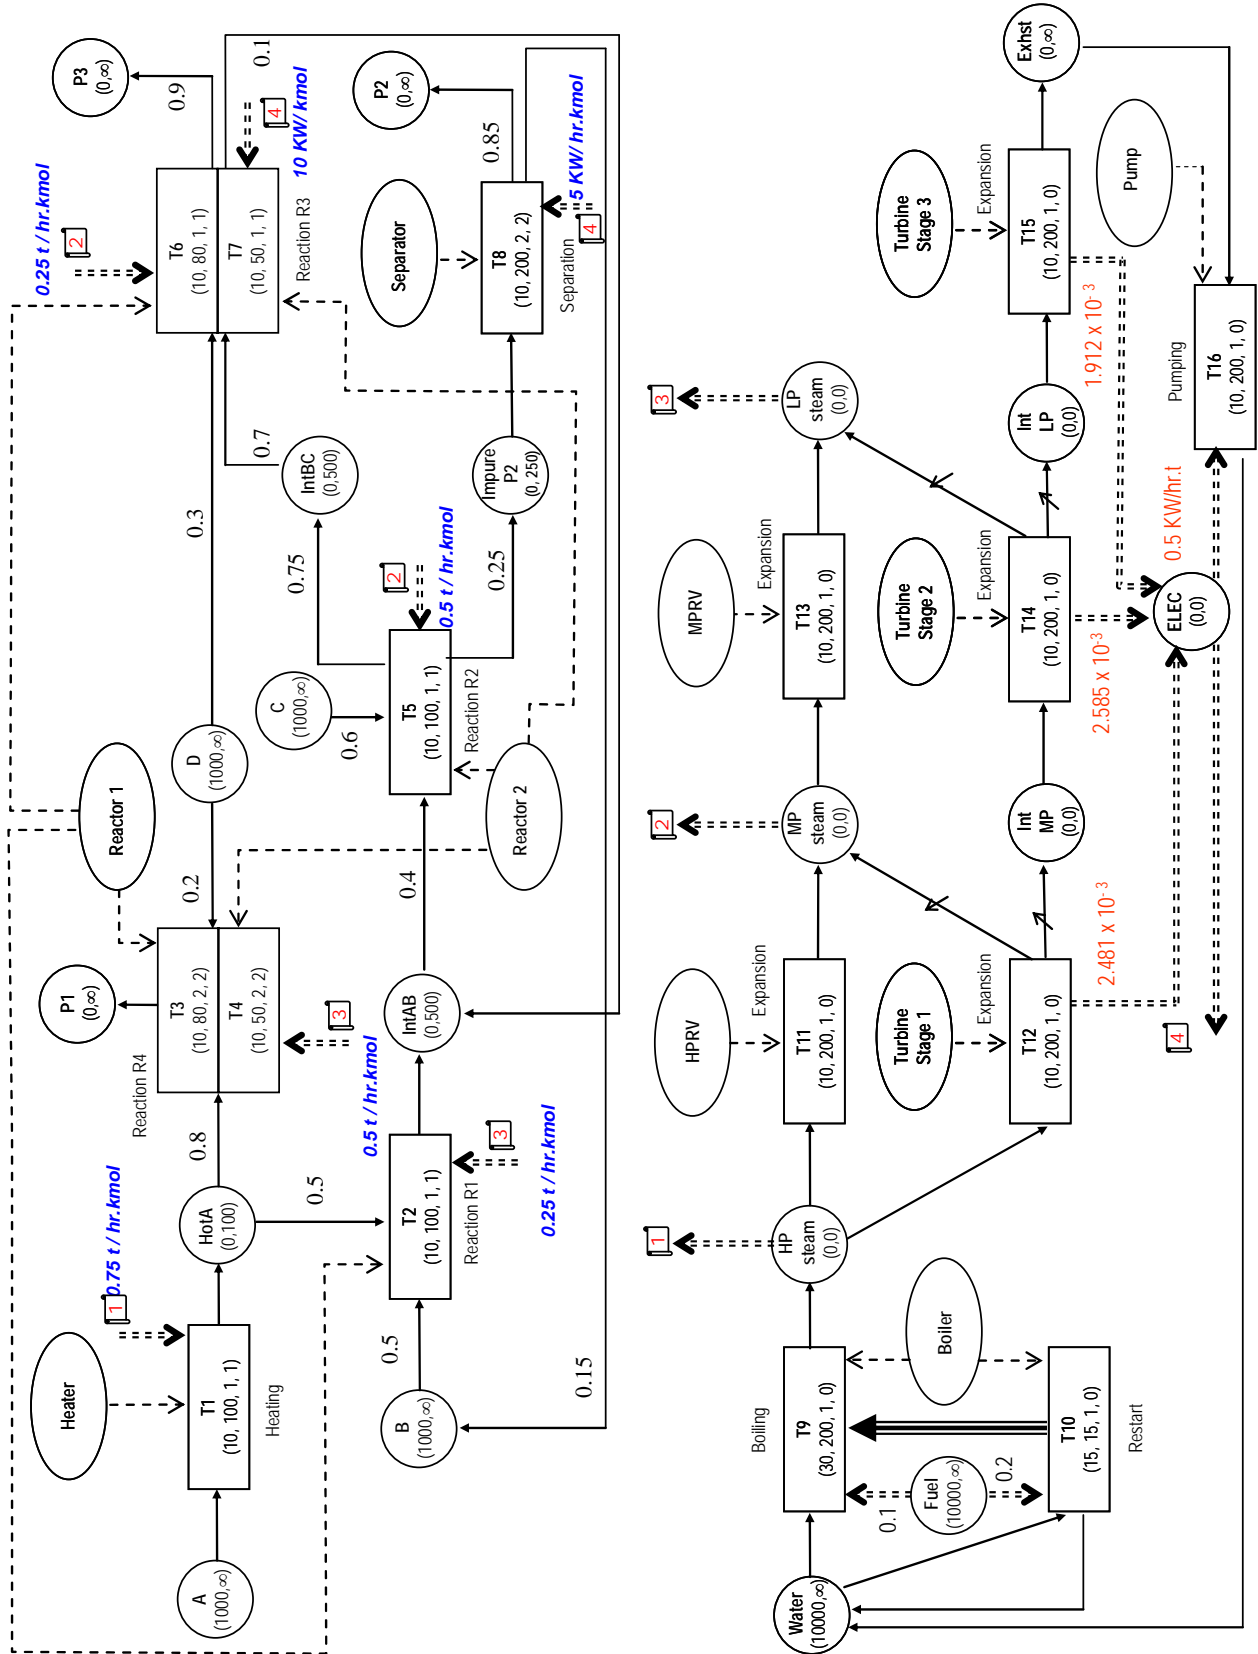 Heater
T1
(10, 100, 1, 1)
Heating
1
0.75 t / hr.kmol
A
(1000,∞)
HotA
(0,100)
0.8
0.5
P1
(0,∞)
Reaction R4
T3
(10, 80, 2, 2)
T4
(10, 50, 2, 2)
3
0.5 t / hr.kmol
Reactor 1
0.2
D
(1000,∞)
0.3
0.25 t / hr.kmol
2
T6
(10, 80, 1, 1)
T7
(10, 50, 1, 1)
Reaction R3
4
10 KW/ kmol
P3
(0,∞)
0.9
0.1
B
(1000,∞)
0.5
0.15
T2
(10, 100, 1, 1)
Reaction R1
3
0.25 t / hr.kmol
IntAB
(0,500)
0.4
C
(1000,∞)
0.6
T5
(10, 100, 1, 1)
Reaction R2
2
0.5 t / hr.kmol
Reactor 2
0.75
0.25
IntBC
(0,500)
0.7
Impure
P2
(0, 250)
Separator
T8
(10, 200, 2, 2)
Separation
4
5 KW/ hr.kmol
P2
(0,∞)
0.85
Water
(10000,∞)
Boiling
T9
(30, 200, 1, 0)
0.1
Fuel
(10000,∞)
0.2
T10
(15, 15, 1, 0)
Restart
Boiler
1
HP
steam
(0,0)
HPRV
Expansion
T11
(10, 200, 1, 0)
Turbine
Stage 1
Expansion
T12
(10, 200, 1, 0)
2.481 x 10-3
4
2
MP
steam
(0,0)
Int
MP
(0,0)
MPRV
Expansion
T13
(10, 200, 1, 0)
Turbine
Stage 2
Expansion
T14
(10, 200, 1, 0)
2.585 x 10-3
ELEC
(0,0)
0.5 KW/hr.t
3
LP
steam
(0,0)
Int
LP
(0,0)
Turbine
Stage 3
Expansion
T15
(10, 200, 1, 0)
1.912 x 10-3
Exhst
(0,∞)
Pump
Pumping
T16
(10, 200, 1, 0)